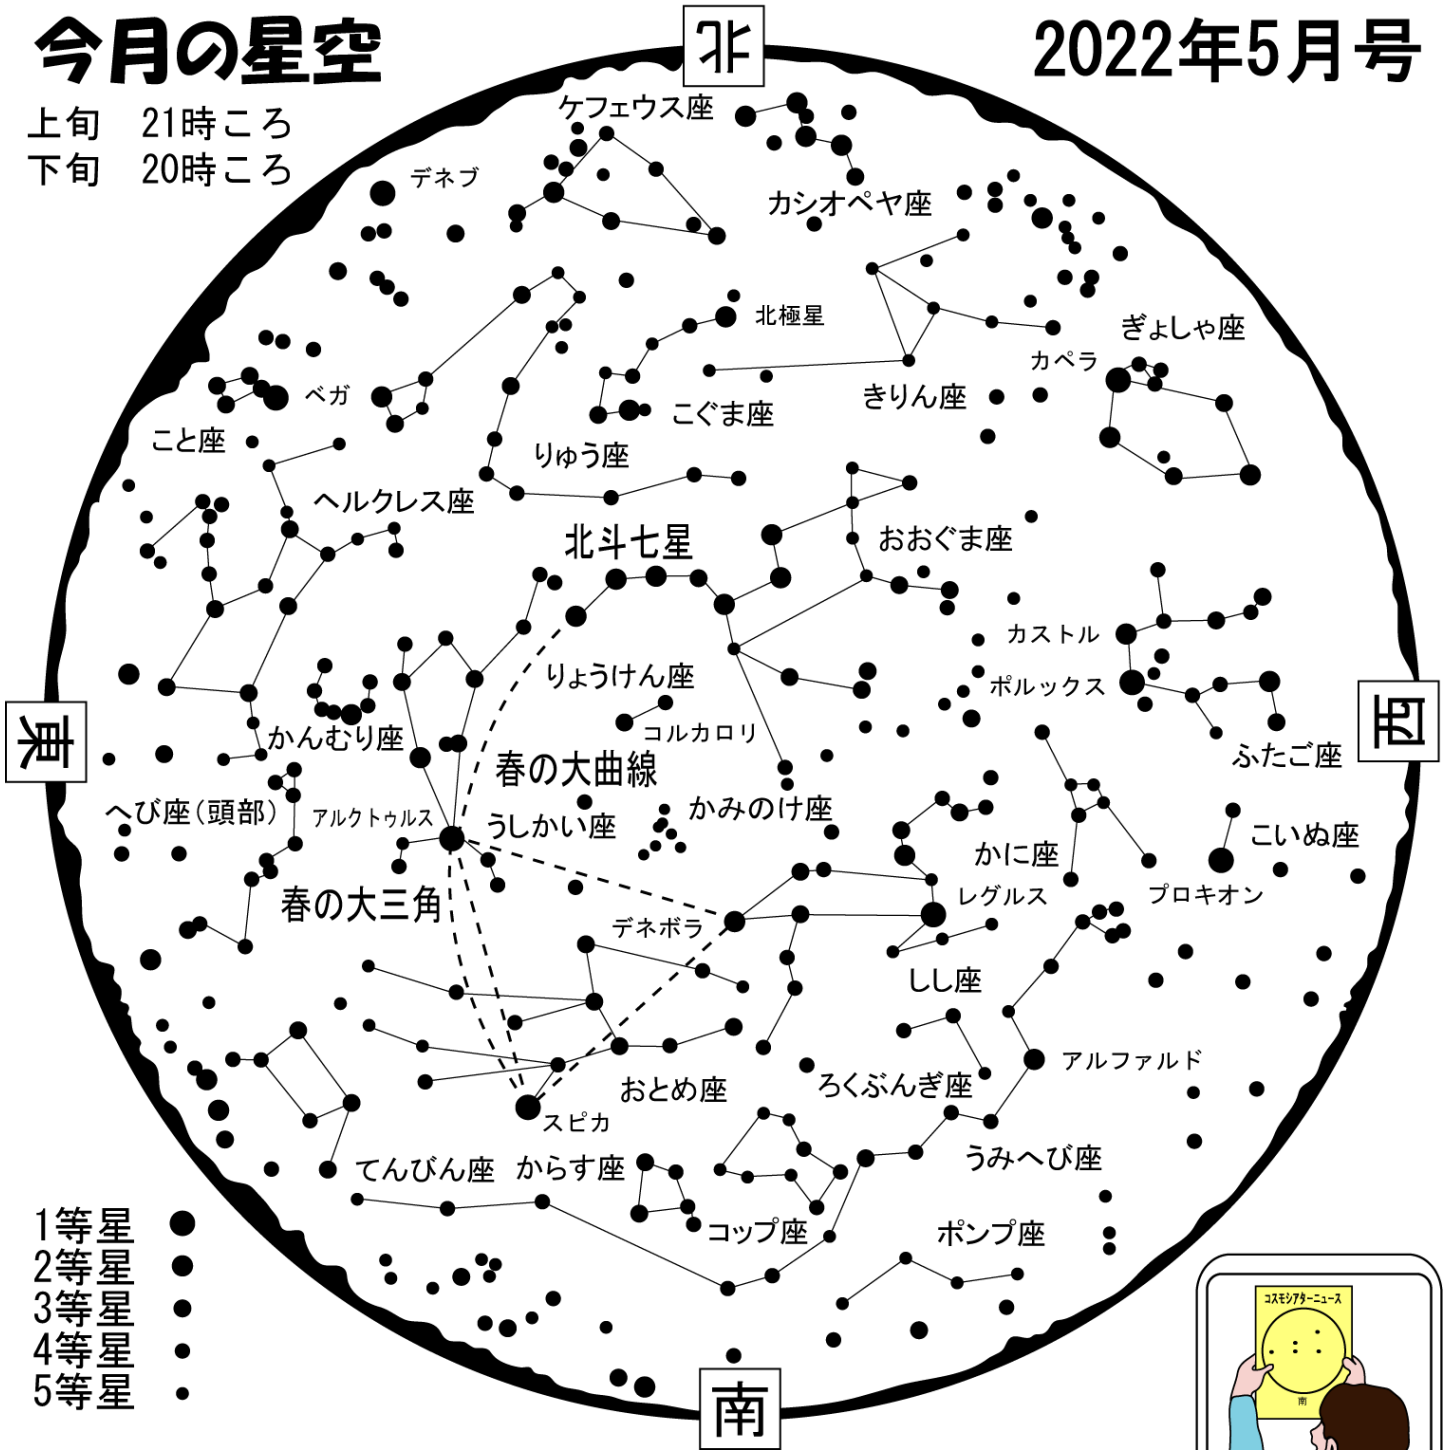 今月の星空
2022年5月号
上旬 21時ころ
下旬 20時ころ
北
ケフェウス座
デネブ
カシオペヤ座
北極星
ぎょしゃ座
カペラ
ベガ
きりん座
こぐま座
こと座
りゅう座
ヘルクレス座
北斗七星
おおぐま座
カストル
りょうけん座
ポルックス
東
西
コルカロリ
かんむり座
ふたご座
春の大曲線
へび座(頭部)
アルクトゥルス
うしかい座
かみのけ座
こいぬ座
かに座
プロキオン
レグルス
春の大三角
デネボラ
しし座
アルファルド
おとめ座
ろくぶんぎ座
スピカ
うみへび座
てんびん座
からす座
コップ座
ポンプ座
1等星
2等星
3等星
4等星
5等星
南
コスモシアターニュース
南